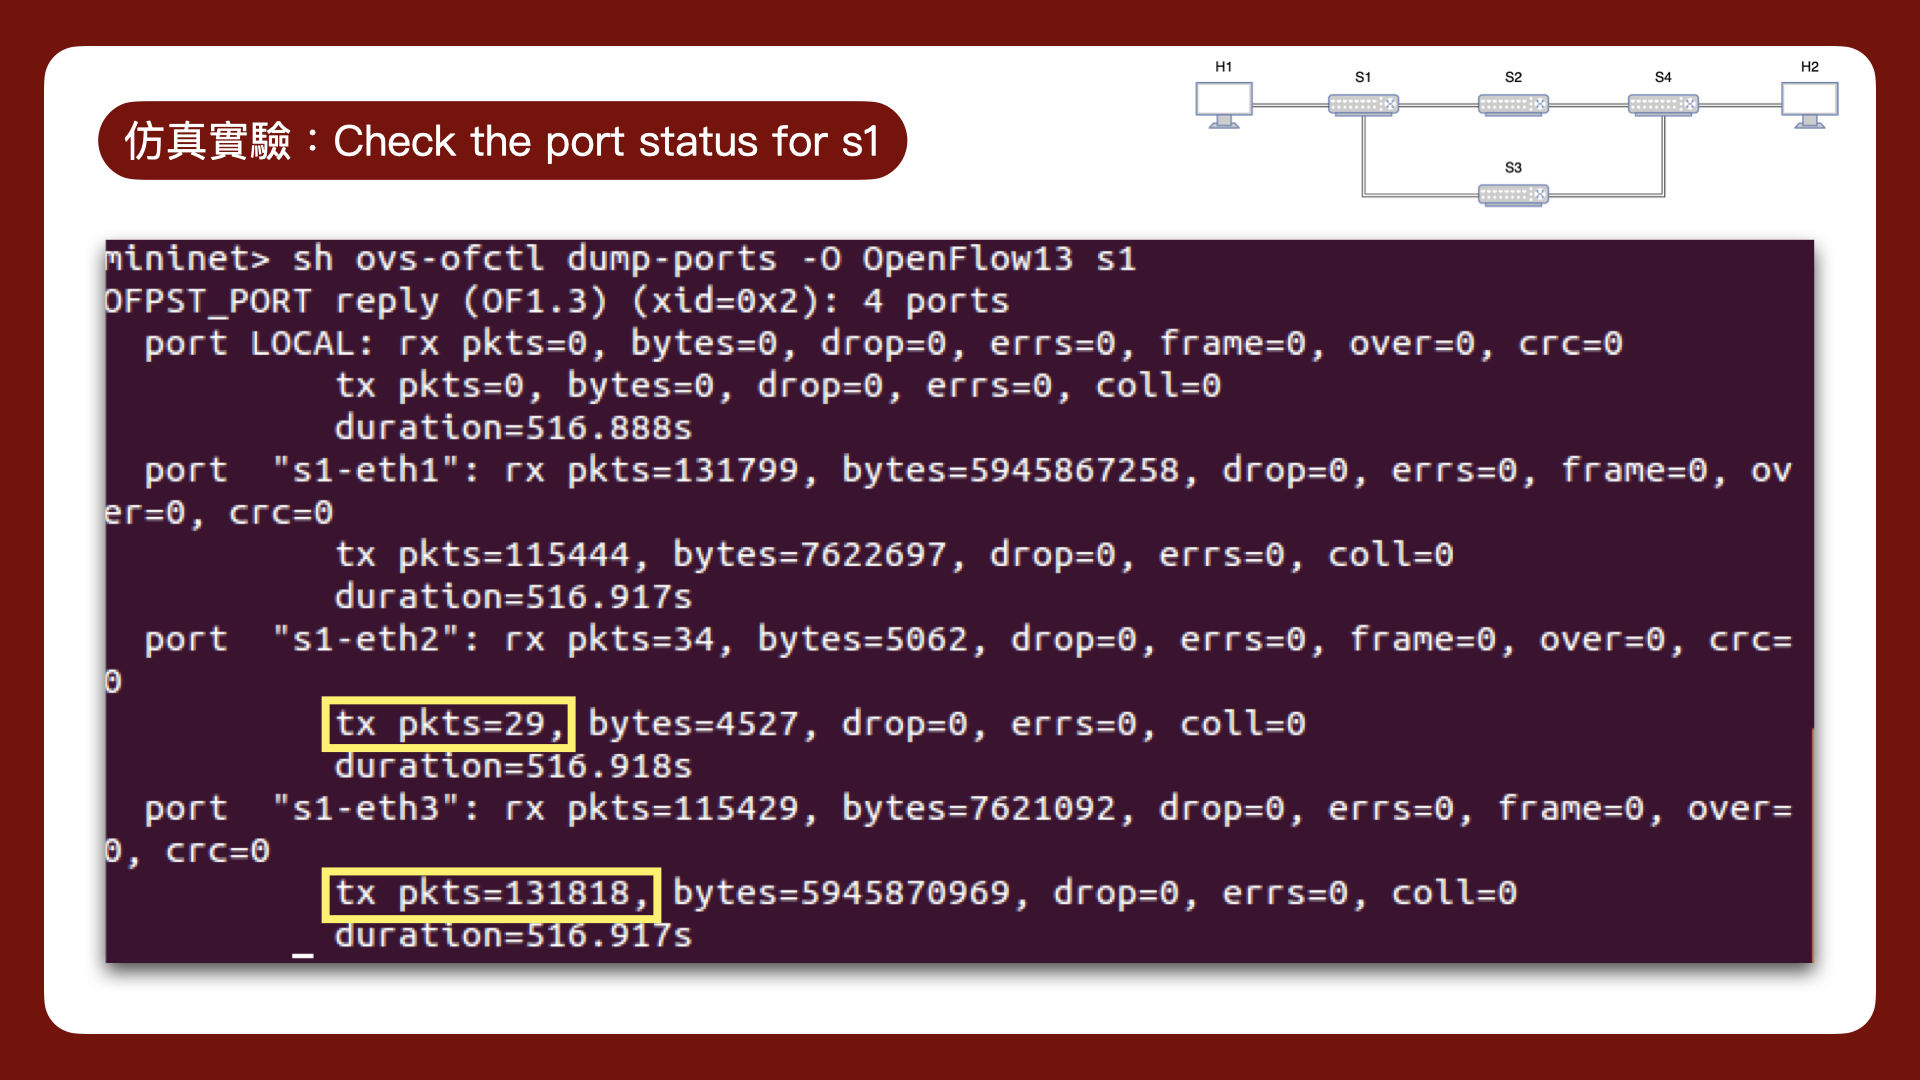 仿真實驗：Check the port status for s1
H1
S1
S2
S4
H2
S3
mininet> sh ovs-ofctl dump-ports -O OpenFlow13 s1
OFPST_PORT reply (OF1.3) (xid=0x2): 4 ports
port LOCAL: rx pkts=0, bytes=0, drop=0, errs=0, frame=0, over=0, crc=0
tx pkts=0, bytes=0, drop=0, errs=0, coll=0
duration=516.888s
port  "s1-eth1": rx pkts=131799, bytes=5945867258, drop=0, errs=0, frame=0, ov
er=0, crc=0
tx pkts=115444, bytes=7622697, drop=0, errs=0, coll=0
duration=516.917s
port  "s1-eth2": rx pkts=34, bytes=5062, drop=0, errs=0, frame=0, over=0, crc=
0
tx pkts=29, bytes=4527, drop=0, errs=0, coll=0
duration=516.918s
port  "s1-eth3": rx pkts=115429, bytes=7621092, drop=0, errs=0, frame=0, over=
0, crc=0
tx pkts=131818, bytes=5945870969, drop=0, errs=0, coll=0
duration=516.917s